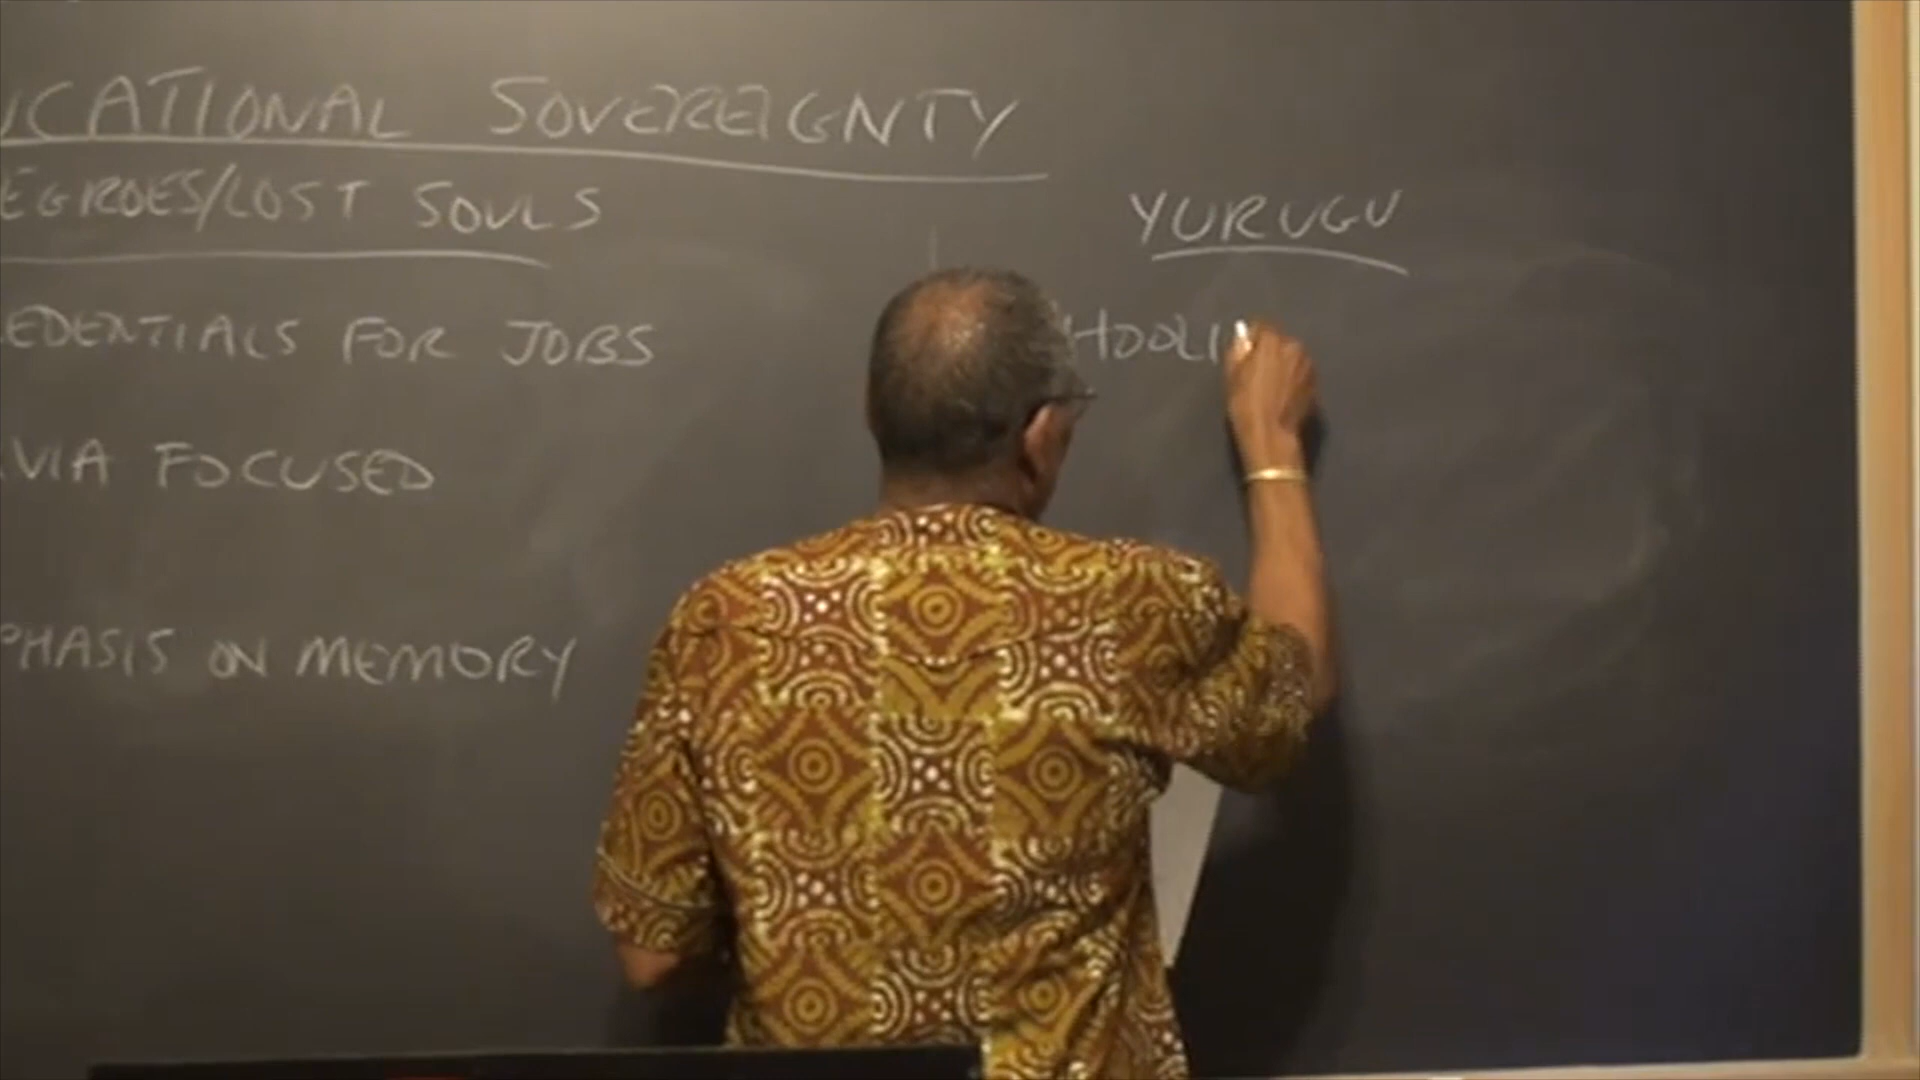 UCATIONAL SOVEREIGNTY
EGROES/LOST SOULS
YURUGU
EDENTIALS FOR JOBS
HOOLI
VIA FOCUSED
PHASIS ON MEMORY